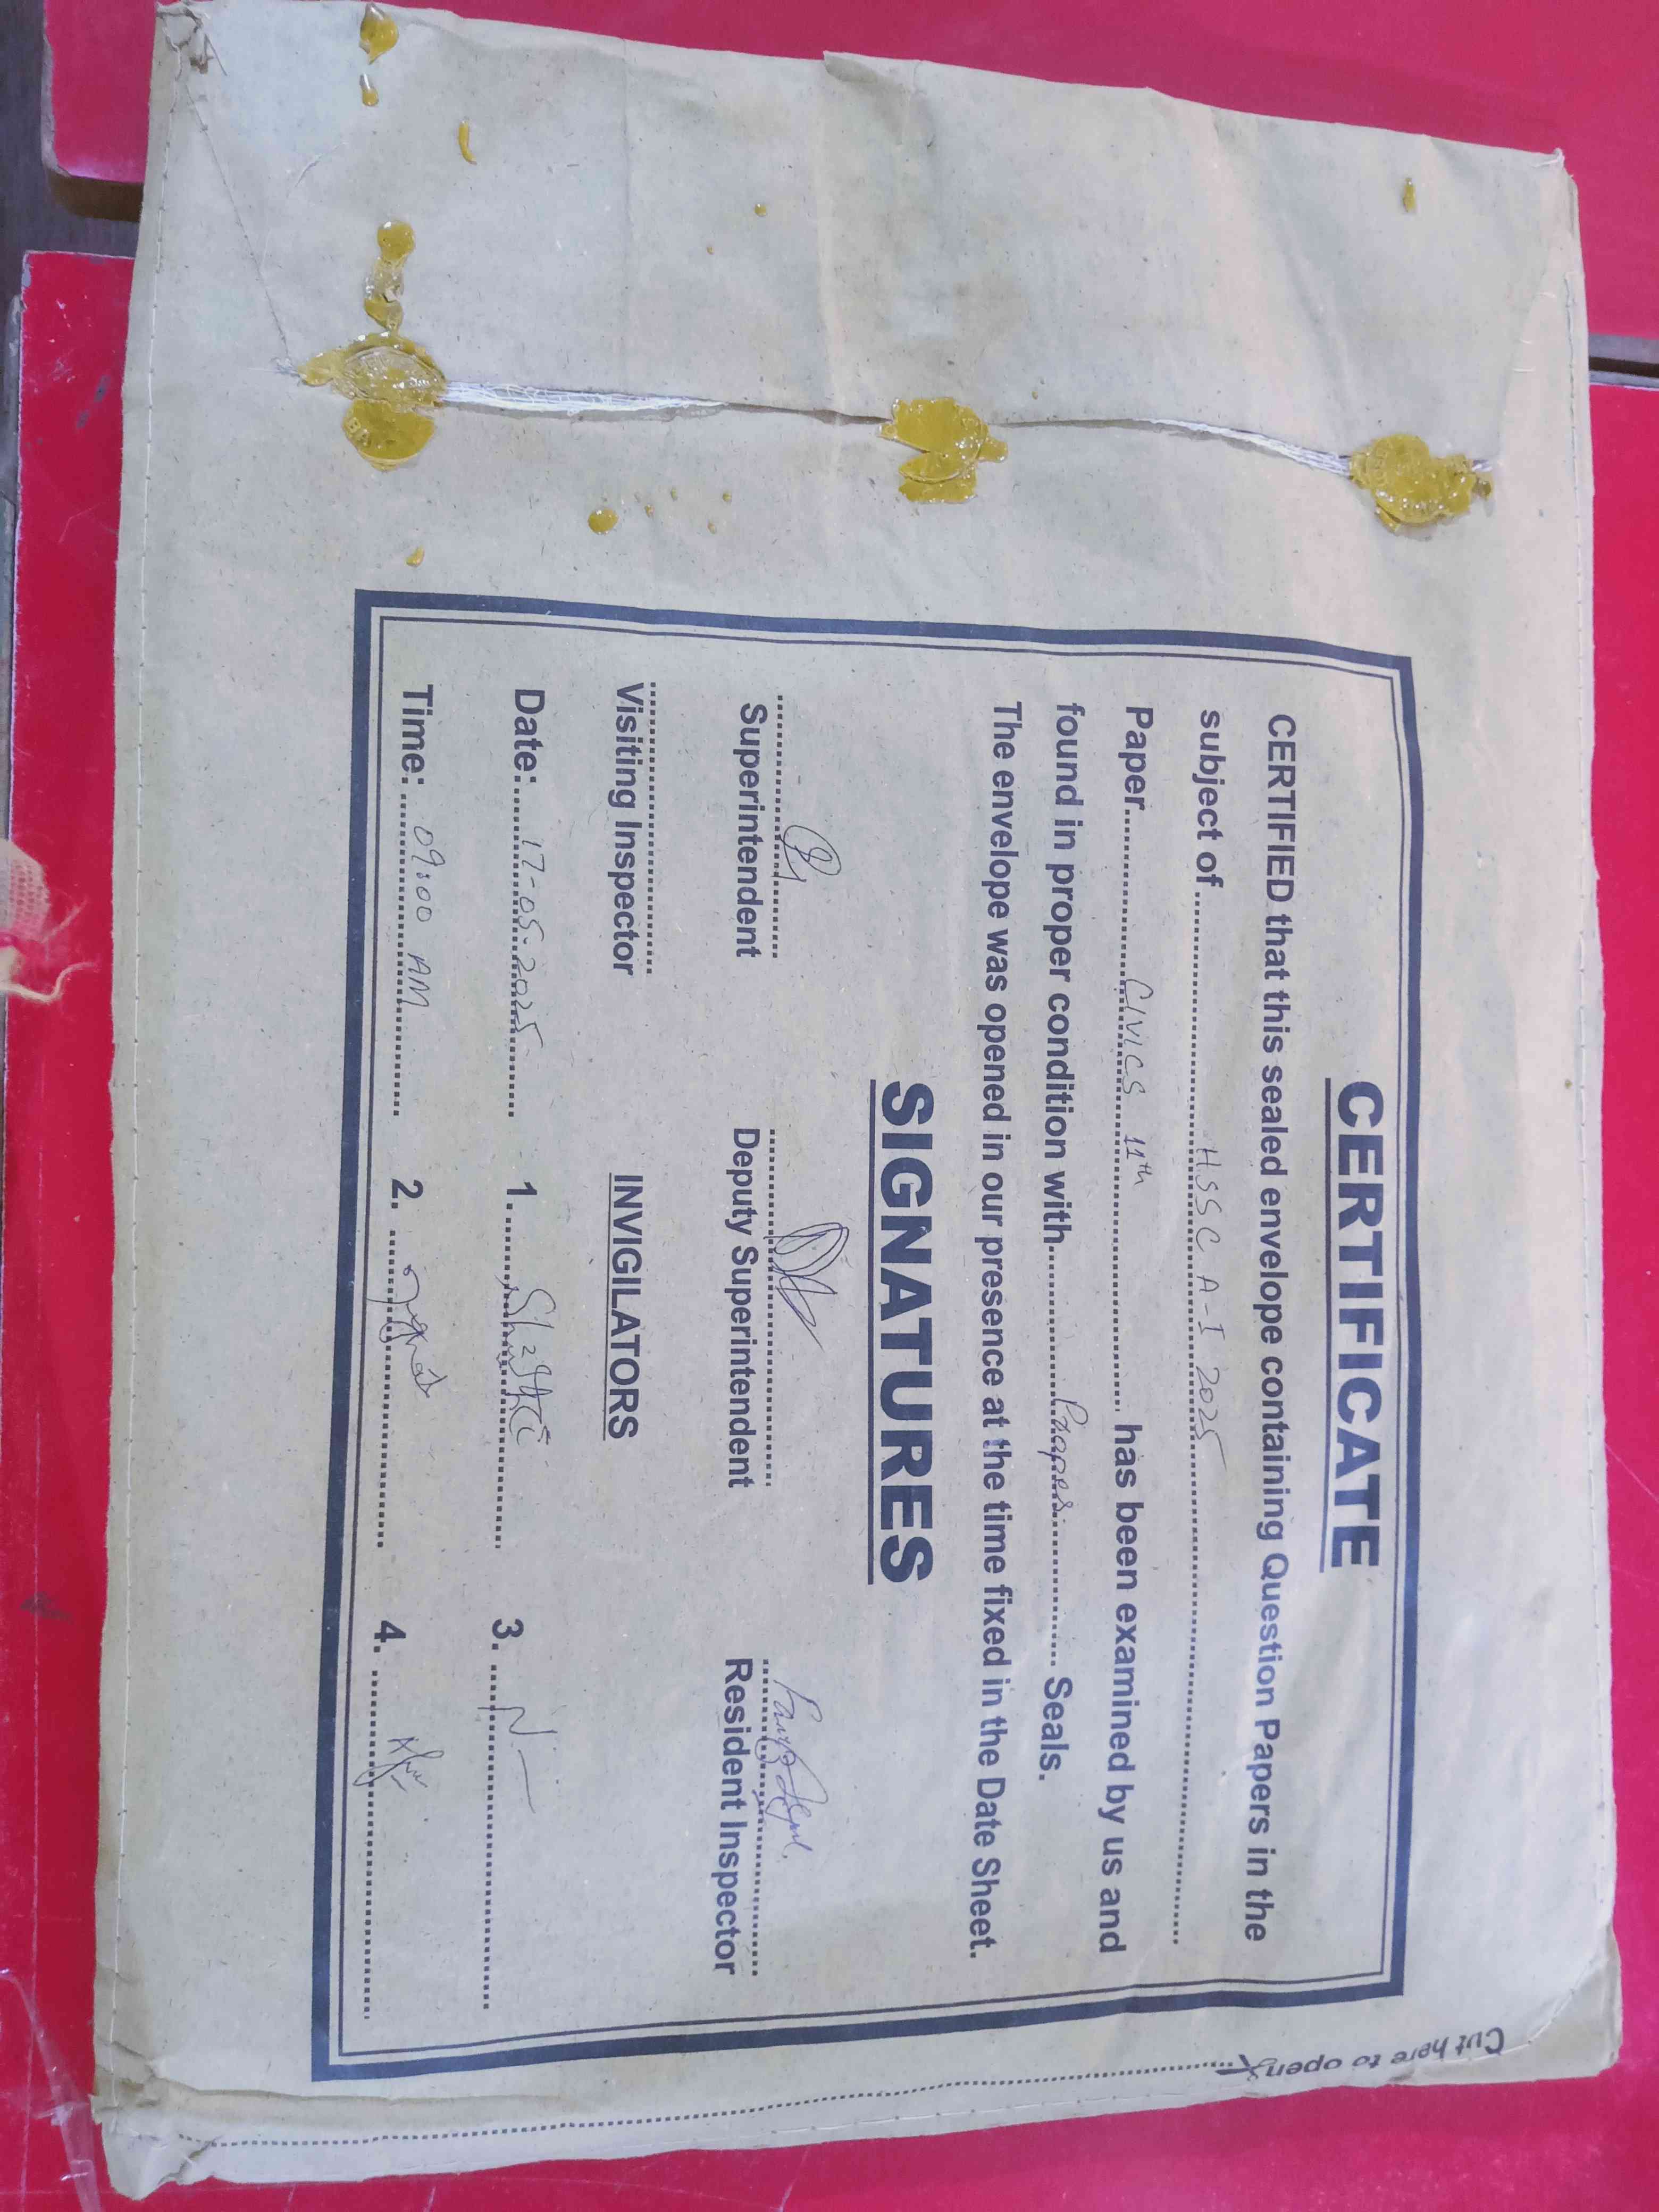 CERTIFICATE
CERTIFIED that this sealed envelope containing Question Papers in the
subject of HSSC A-I 2025
Paper CIVICS 11th has been examined by us and
found in proper condition with Paper Seals.
The envelope was opened in our presence at the time fixed in the Date Sheet.
SIGNATURES
Superintendent Deputy Superintendent Resident Inspector
Visiting Inspector INVIGILATORS
Date: 17-05-2025 1. 3.
Time: 09:00 AM 2. 4.
Cut here to open